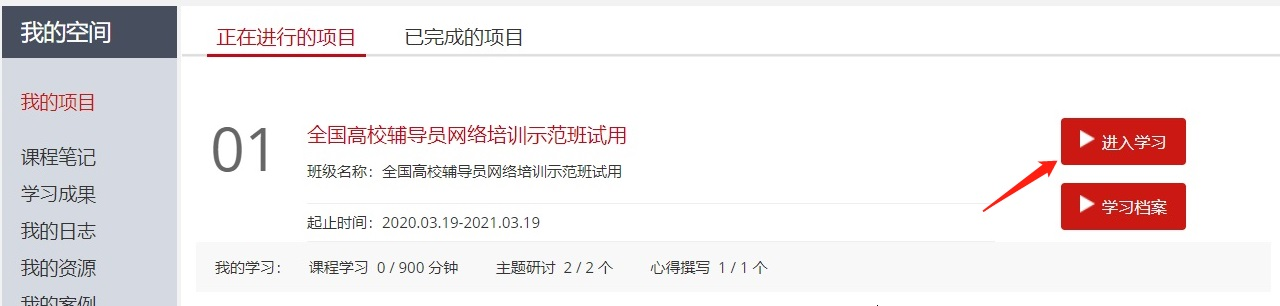 我的空间
正在进行的项目 已完成的项目
我的项目
课程笔记
学习成果
我的日志
我的资源
我的案例
01
全国高校辅导员网络培训示范班试用
班级名称：全国高校辅导员网络培训示范班试用
起止时间：2020.03.19-2021.03.19
进入学习
学习档案
我的学习： 课程学习 0 / 900 分钟 主题研讨 2 / 2 个 心得撰写 1 / 1 个